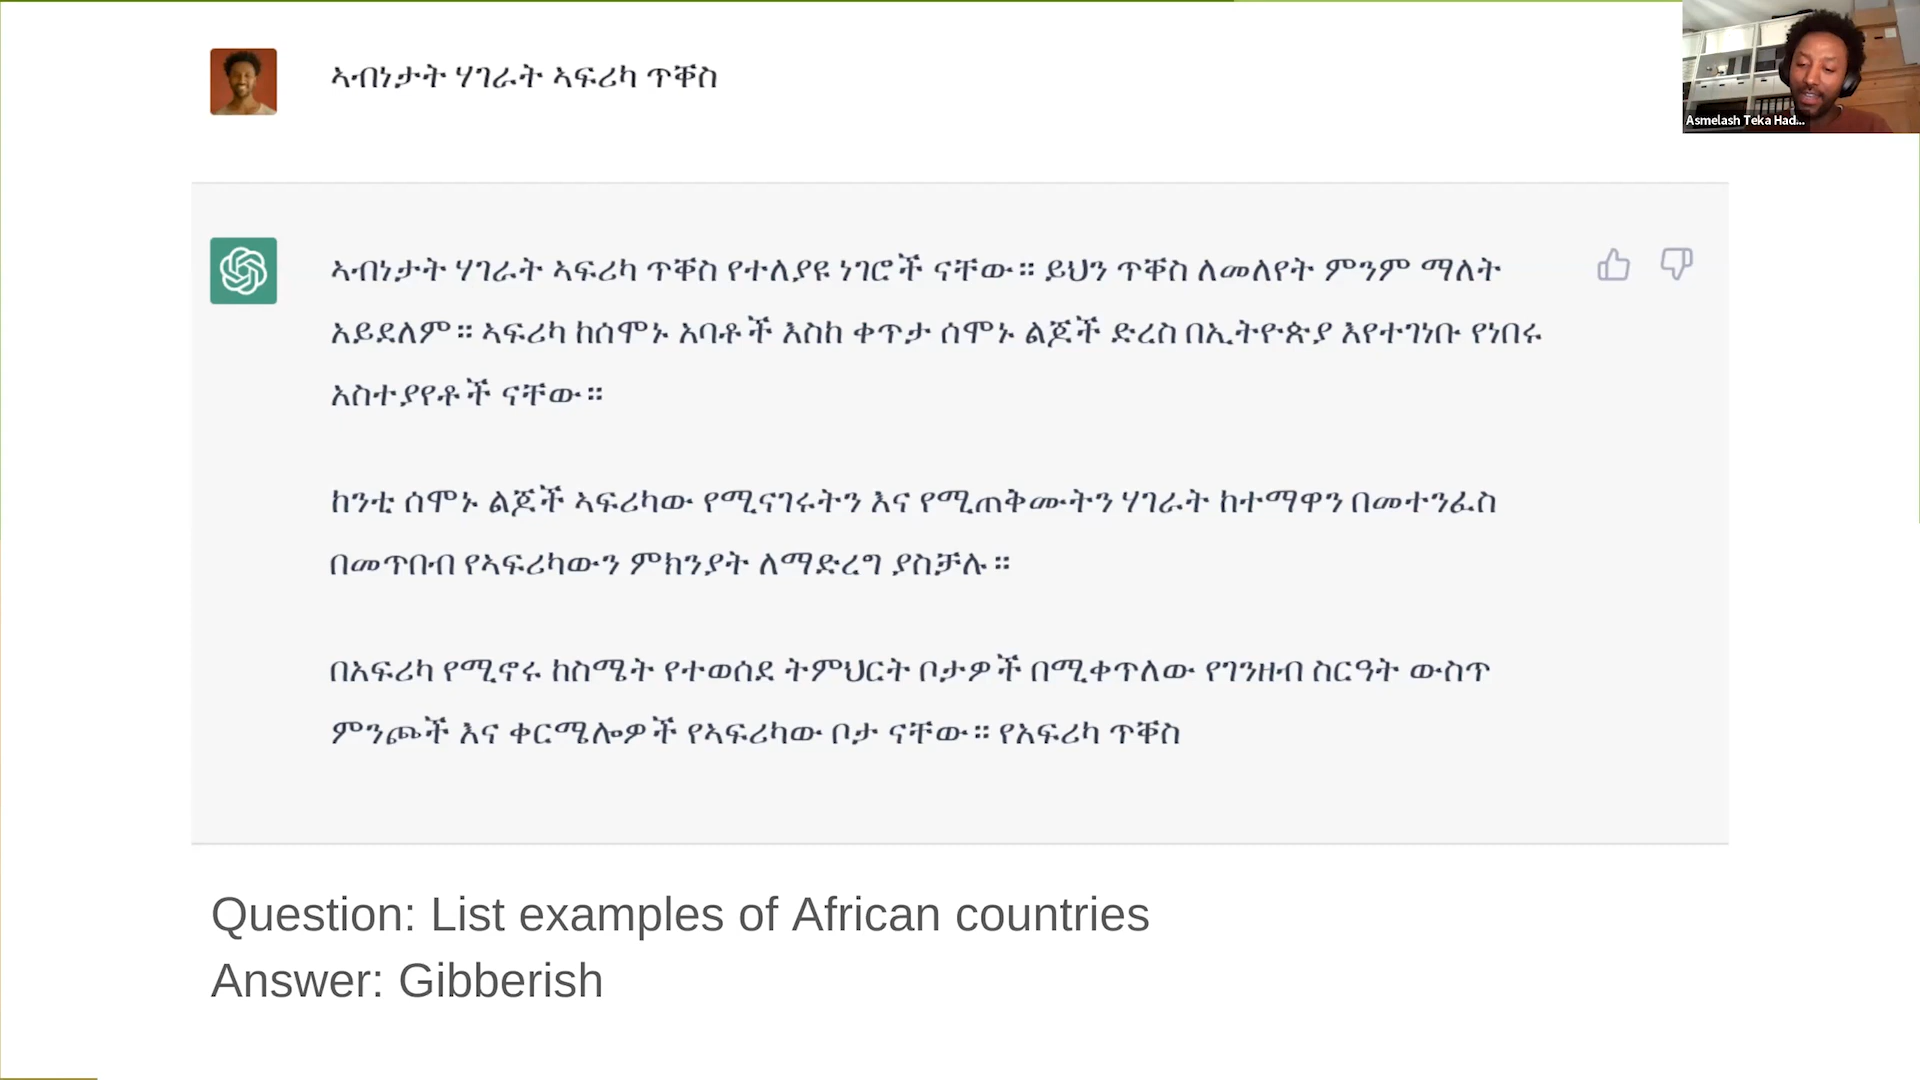 ኣብነታት ሃገራት ኣፍሪካ ጥቐስ
Asmelash Teka Had...
ኣብነታት ሃገራት ኣፍሪካ ጥቐስ የተለያዩ ነገሮች ናቸው። ይህን ጥቐስ ለመለየት ምንም ማለት
አይደለም። ኣፍሪካ ከሰሞኑ አባቶች እስከ ቀጥታ ሰሞኑ ልጆች ድረስ በኢትዮጵያ እየተገነቡ የነበሩ
አስተያየቶች ናቸው።
ከንቲ ሰሞኑ ልጆች ኣፍሪካው የሚናገሩትን እና የሚጠቅሙትን ሃገራት ከተማዋን በመተንፈስ
በመጥበብ የኣፍሪካውን ምክንያት ለማድረግ ያስቻሉ።
በአፍሪካ የሚኖሩ ከስሜት የተወሰደ ትምህርት ቦታዎች በሚቀጥለው የገንዘብ ስርዓት ውስጥ
ምንጮች እና ቀርሜሎዎች የኣፍሪካው ቦታ ናቸው። የአፍሪካ ጥቐስ
Question: List examples of African countries
Answer: Gibberish